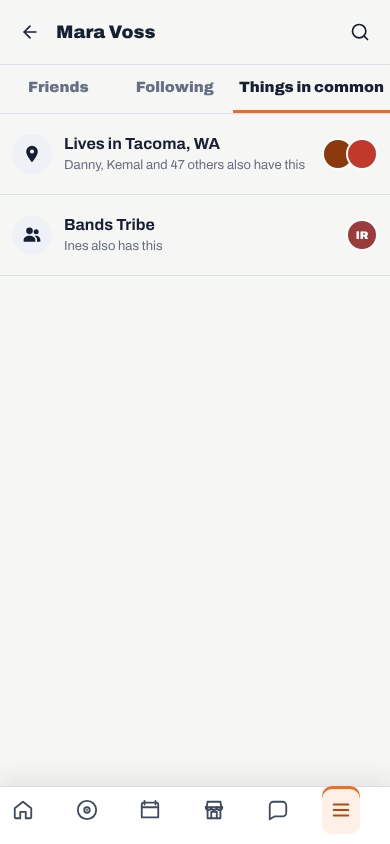 Mara Voss
Friends
Following
Things in common
Lives in Tacoma, WA
Danny, Kemal and 47 others also have this
Bands Tribe
Ines also has this
IR